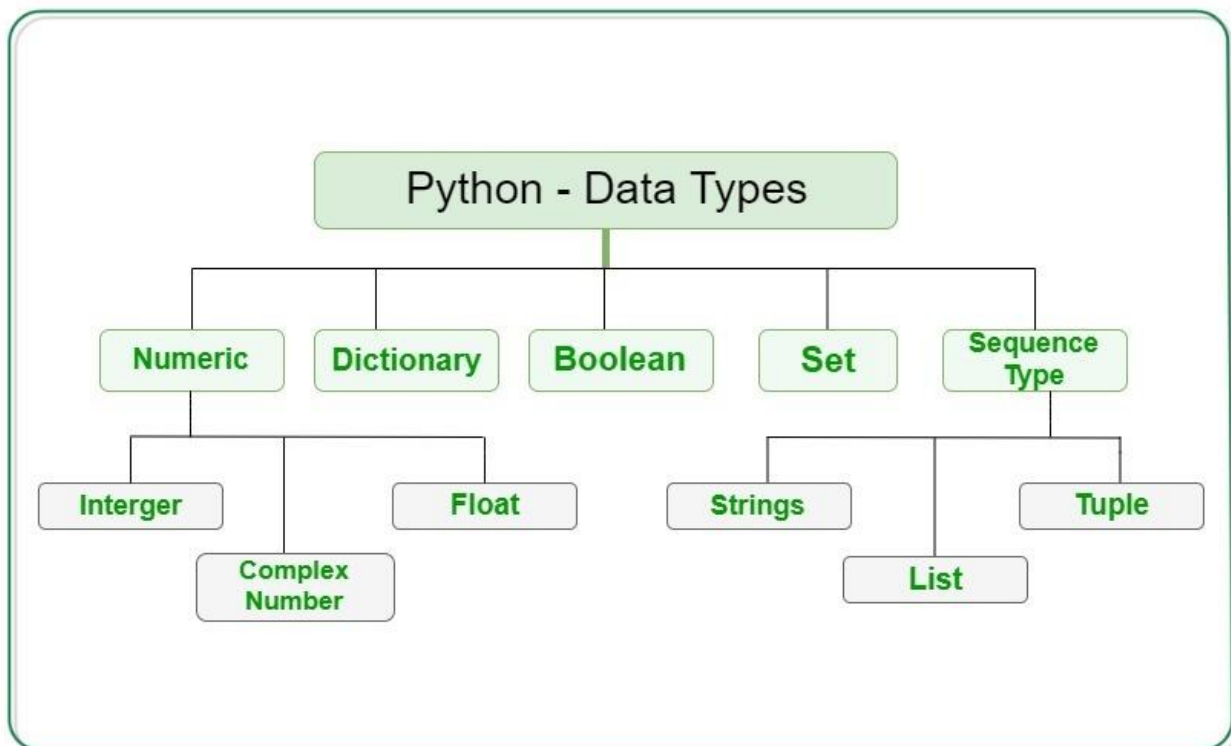 Python - Data Types
Numeric
Dictionary
Boolean
Set
Sequence
Type
Interger
Complex
Number
Float
Strings
List
Tuple